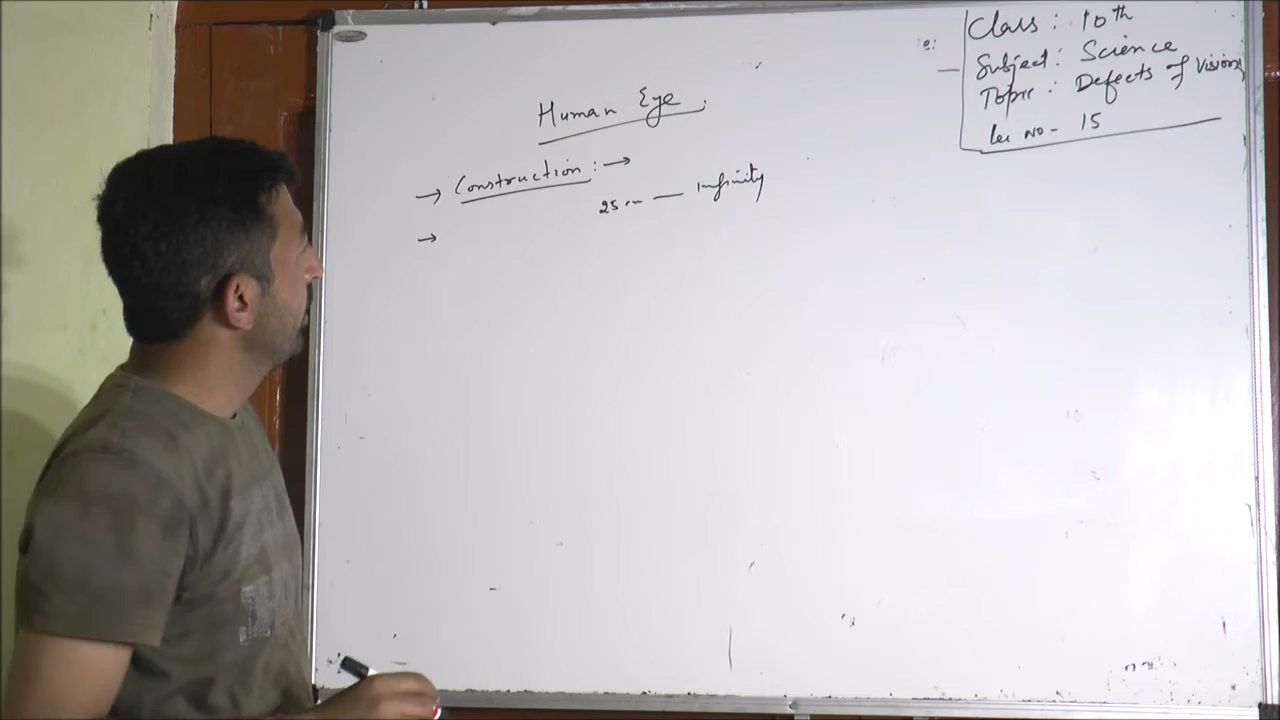 Class : 10th
Subject : Science
Topic : Defects of Vision
Lec No - 15
Human Eye :
→ Construction : →
25 cm — Infinity
→